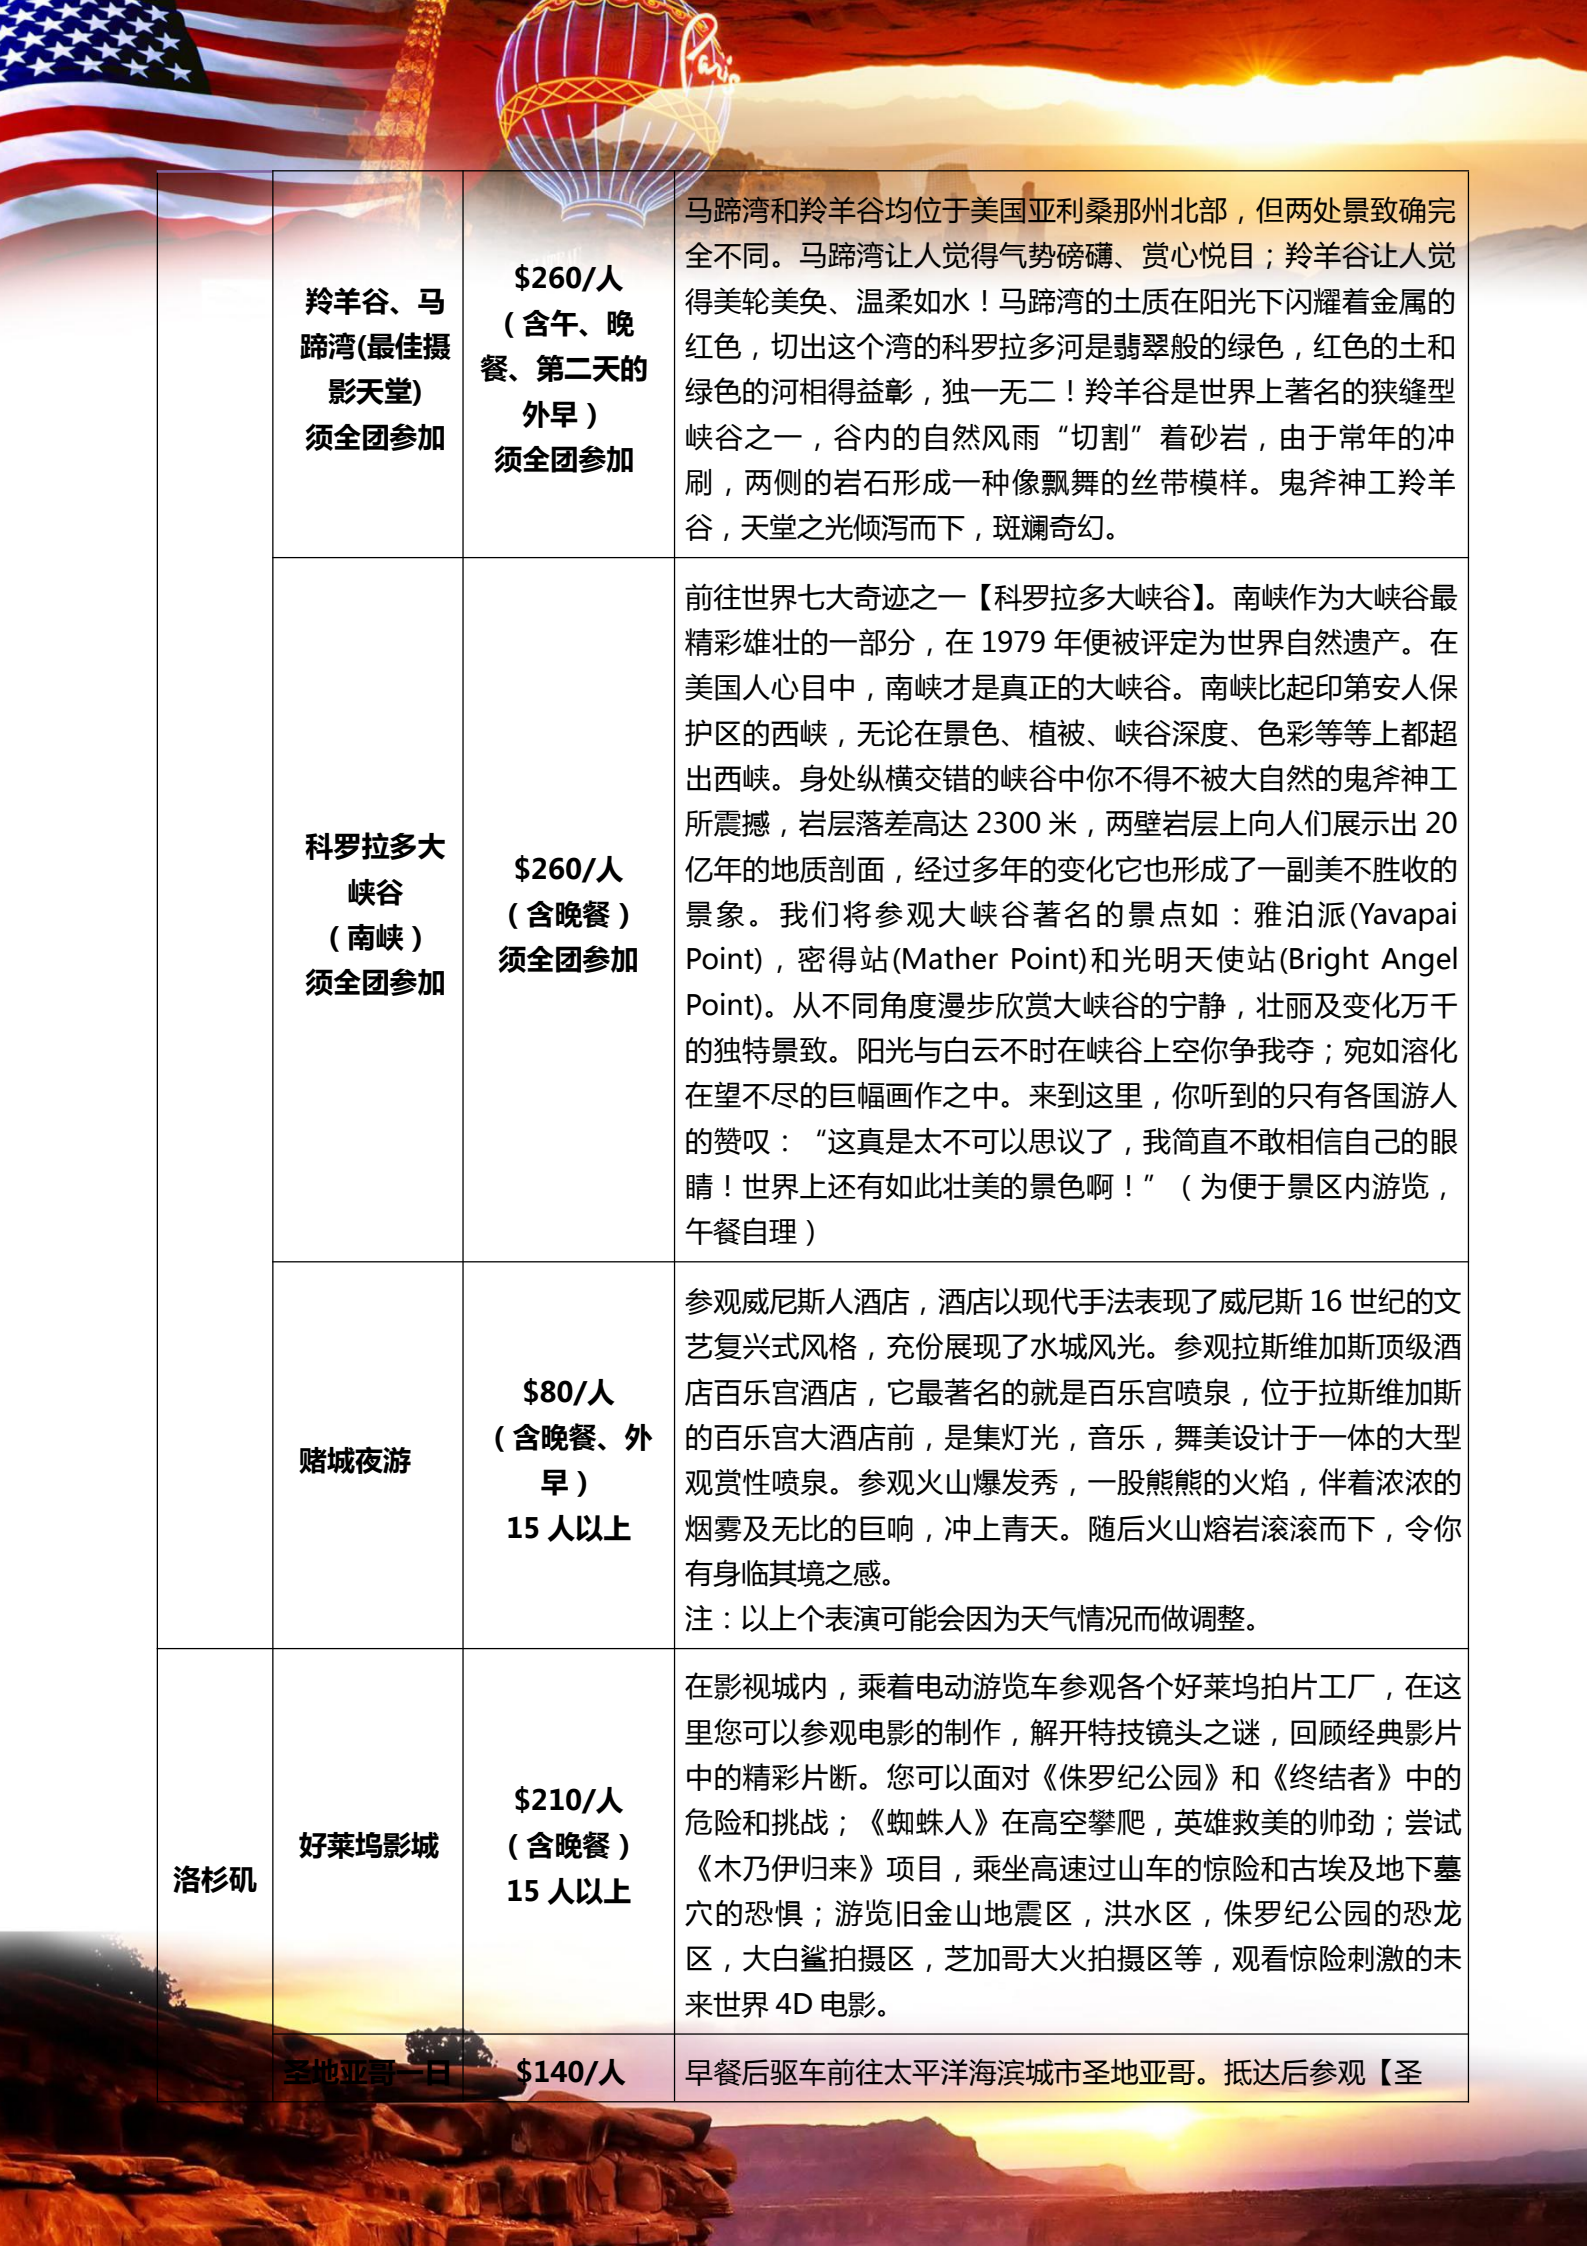 Paris
羚羊谷、马
蹄湾(最佳摄
影天堂)
须全团参加
$260/人
（含午、晚
餐、第二天的
外早）
须全团参加
马蹄湾和羚羊谷均位于美国亚利桑那州北部，但两处景致确完
全不同。马蹄湾让人觉得气势磅礴、赏心悦目；羚羊谷让人觉
得美轮美奂、温柔如水！马蹄湾的土质在阳光下闪耀着金属的
红色，切出这个湾的科罗拉多河是翡翠般的绿色，红色的土和
绿色的河相得益彰，独一无二！羚羊谷是世界上著名的狭缝型
峡谷之一，谷内的自然风雨“切割”着砂岩，由于常年的冲
刷，两侧的岩石形成一种像飘舞的丝带模样。鬼斧神工羚羊
谷，天堂之光倾泻而下，斑斓奇幻。
科罗拉多大
峡谷
（南峡）
须全团参加
$260/人
（含晚餐）
须全团参加
前往世界七大奇迹之一【科罗拉多大峡谷】。南峡作为大峡谷最
精彩雄壮的一部分，在 1979 年便被评定为世界自然遗产。在
美国人心目中，南峡才是真正的大峡谷。南峡比起印第安人保
护区的西峡，无论在景色、植被、峡谷深度、色彩等等上都超
出西峡。身处纵横交错的峡谷中你不得不被大自然的鬼斧神工
所震撼，岩层落差高达 2300 米，两壁岩层上向人们展示出 20
亿年的地质剖面，经过多年的变化它也形成了一副美不胜收的
景象。我们将参观大峡谷著名的景点如：雅泊派(Yavapai
Point)，密得站(Mather Point)和光明天使站(Bright Angel
Point)。从不同角度漫步欣赏大峡谷的宁静，壮丽及变化万千
的独特景致。阳光与白云不时在峡谷上空你争我夺；宛如溶化
在望不尽的巨幅画作之中。来到这里，你听到的只有各国游人
的赞叹：“这真是太不可以思议了，我简直不敢相信自己的眼
睛！世界上还有如此壮美的景色啊！”（为便于景区内游览，
午餐自理）
赌城夜游
$80/人
（含晚餐、外
早）
15 人以上
参观威尼斯人酒店，酒店以现代手法表现了威尼斯 16 世纪的文
艺复兴式风格，充份展现了水城风光。参观拉斯维加斯顶级酒
店百乐宫酒店，它最著名的就是百乐宫喷泉，位于拉斯维加斯
的百乐宫大酒店前，是集灯光，音乐，舞美设计于一体的大型
观赏性喷泉。参观火山爆发秀，一股熊熊的火焰，伴着浓浓的
烟雾及无比的巨响，冲上青天。随后火山熔岩滚滚而下，令你
有身临其境之感。
注：以上个表演可能会因为天气情况而做调整。
洛杉矶
好莱坞影城
$210/人
（含晚餐）
15 人以上
在影视城内，乘着电动游览车参观各个好莱坞拍片工厂，在这
里您可以参观电影的制作，解开特技镜头之谜，回顾经典影片
中的精彩片断。您可以面对《侏罗纪公园》和《终结者》中的
危险和挑战；《蜘蛛人》在高空攀爬，英雄救美的帅劲；尝试
《木乃伊归来》项目，乘坐高速过山车的惊险和古埃及地下墓
穴的恐惧；游览旧金山地震区，洪水区，侏罗纪公园的恐龙
区，大白鲨拍摄区，芝加哥大火拍摄区等，观看惊险刺激的未
来世界 4D 电影。
圣地亚哥一日
$140/人
早餐后驱车前往太平洋海滨城市圣地亚哥。抵达后参观【圣